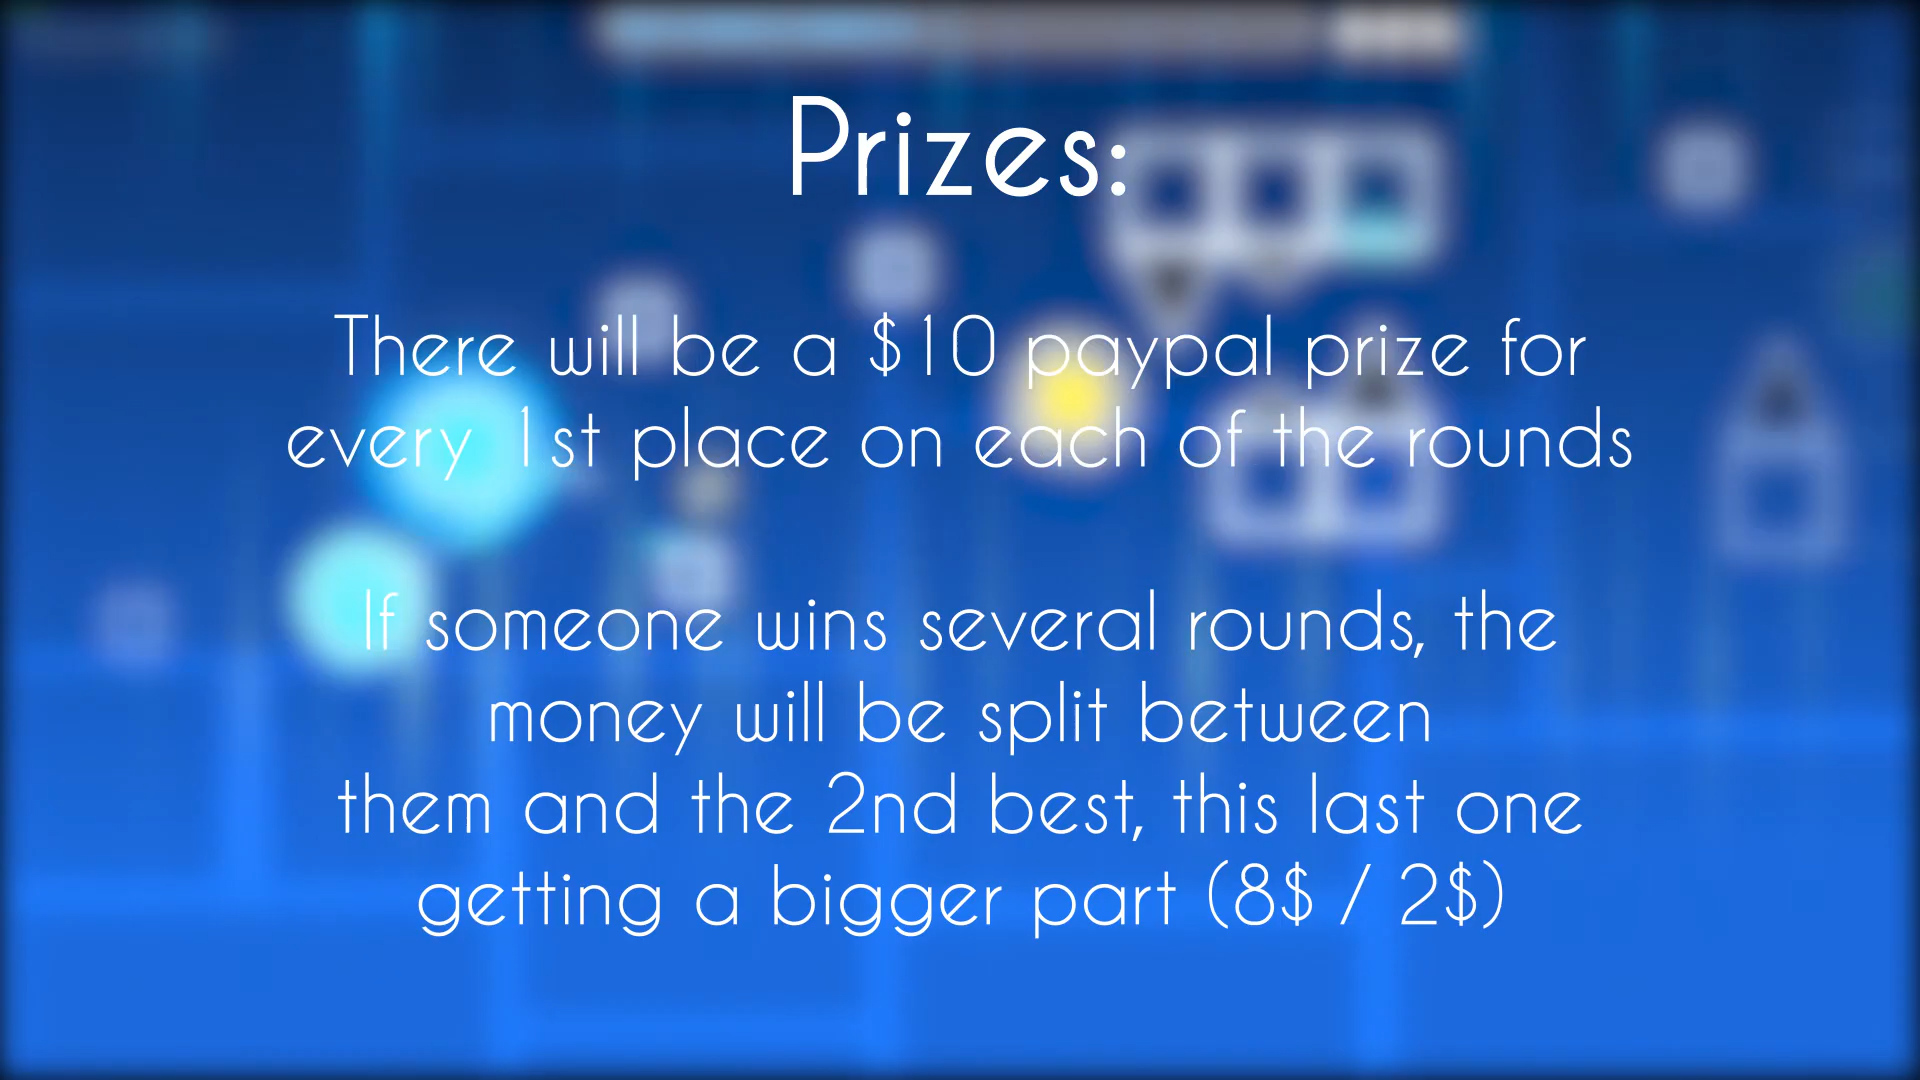 Prizes:
There will be a $10 paypal prize for
every 1st place on each of the rounds
If someone wins several rounds, the
money will be split between
them and the 2nd best, this last one
getting a bigger part (8$ / 2$)